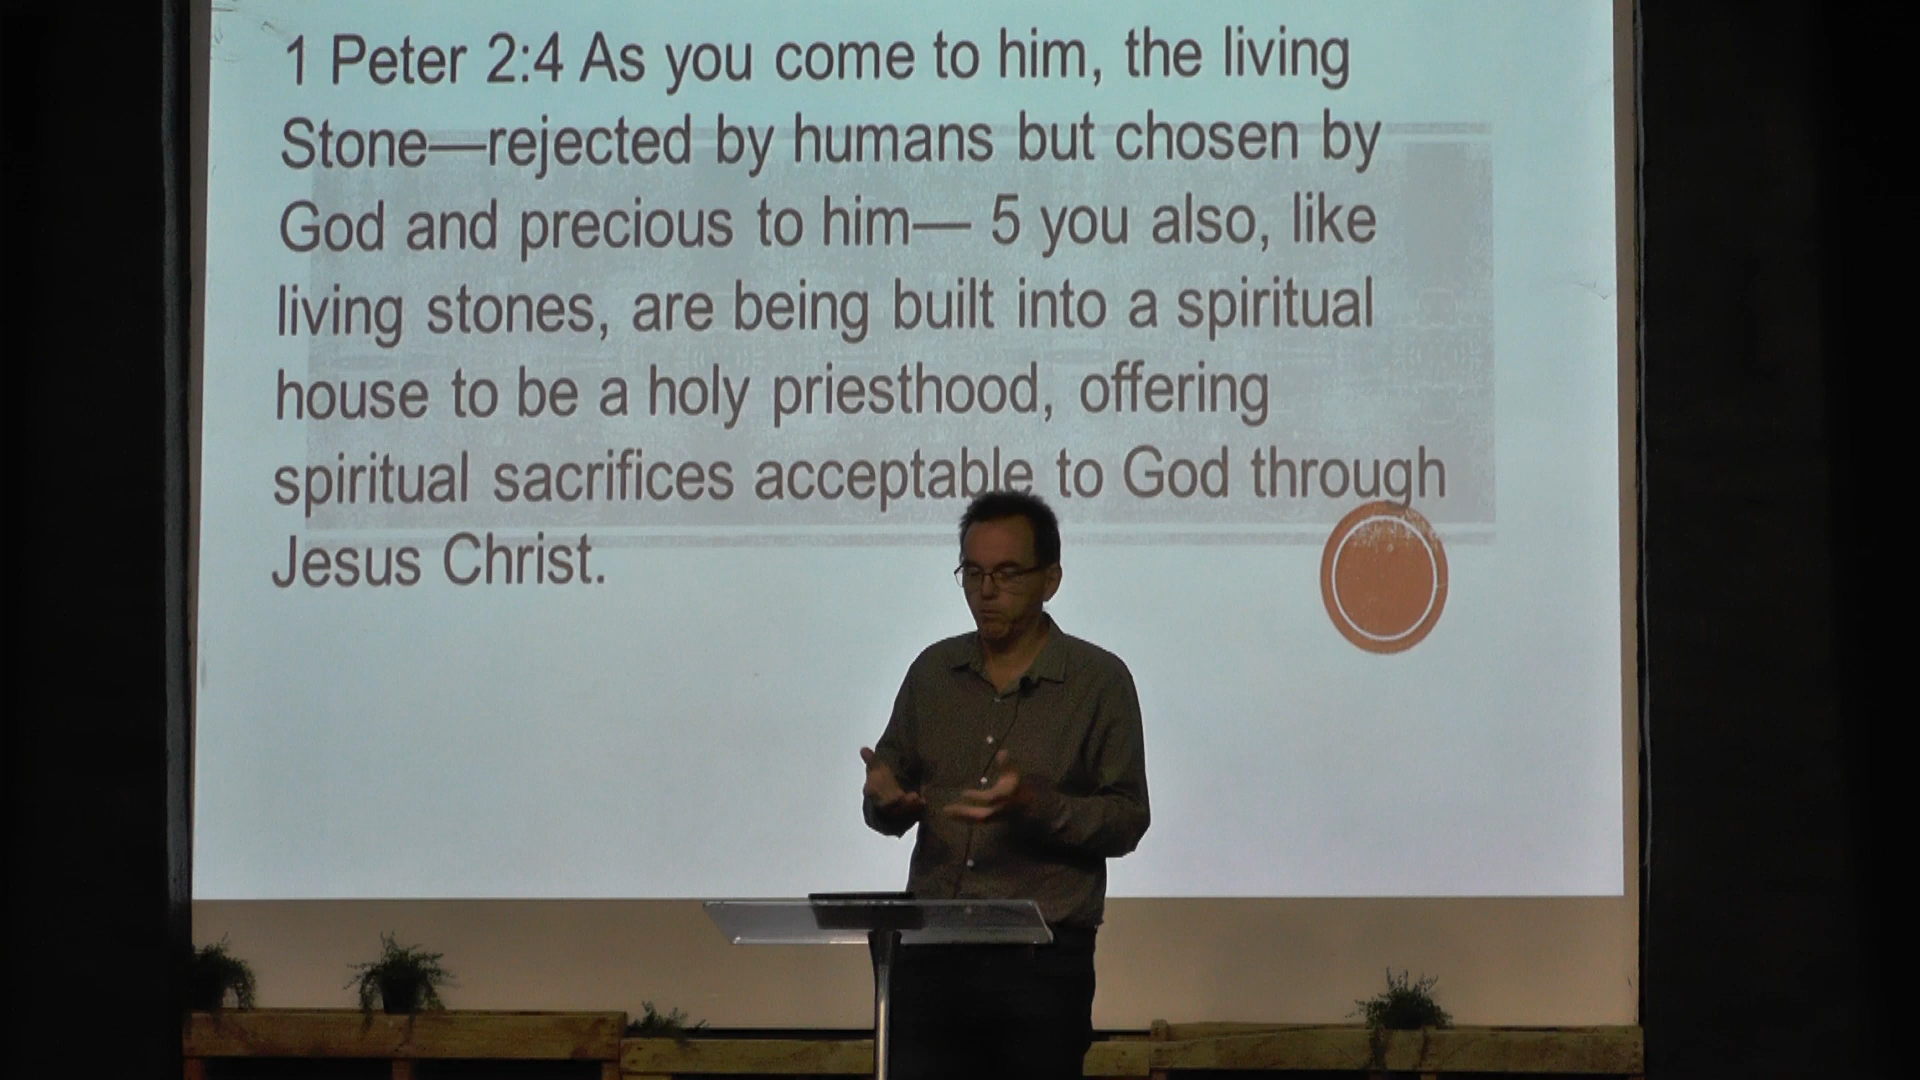 1 Peter 2:4 As you come to him, the living
Stone—rejected by humans but chosen by
God and precious to him— 5 you also, like
living stones, are being built into a spiritual
house to be a holy priesthood, offering
spiritual sacrifices acceptable to God through
Jesus Christ.